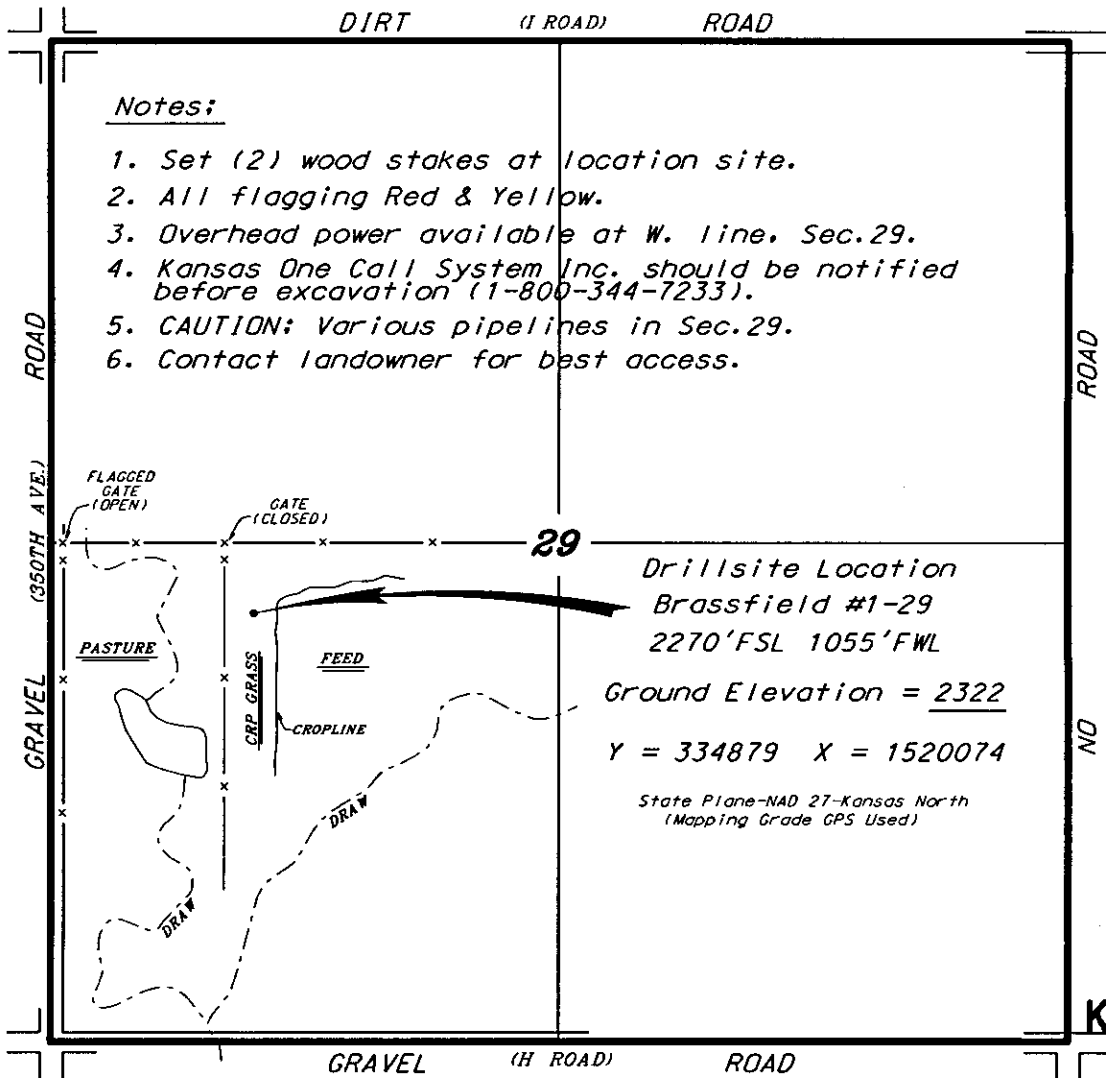 DIRT (I ROAD) ROAD
Notes:
1. Set (2) wood stakes at location site.
2. All flagging Red & Yellow.
3. Overhead power available at W. line. Sec.29.
4. Kansas One Call System Inc. should be notified
before excavation (1-800-344-7233).
5. CAUTION: Various pipelines in Sec.29.
6. Contact landowner for best access.
GRAVEL (350TH AVE.) ROAD
NO ROAD
FLAGGED
GATE
(OPEN)
GATE
(CLOSED)
29
Drillsite Location
Brassfield #1-29
2270'FSL 1055'FWL
Ground Elevation = 2322
Y = 334879 X = 1520074
State Plane-NAD 27-Kansas North
(Mapping Grade GPS Used)
PASTURE
CRP GRASS
FEED
CROPLINE
DRAW
DRAW
K
GRAVEL (H ROAD) ROAD